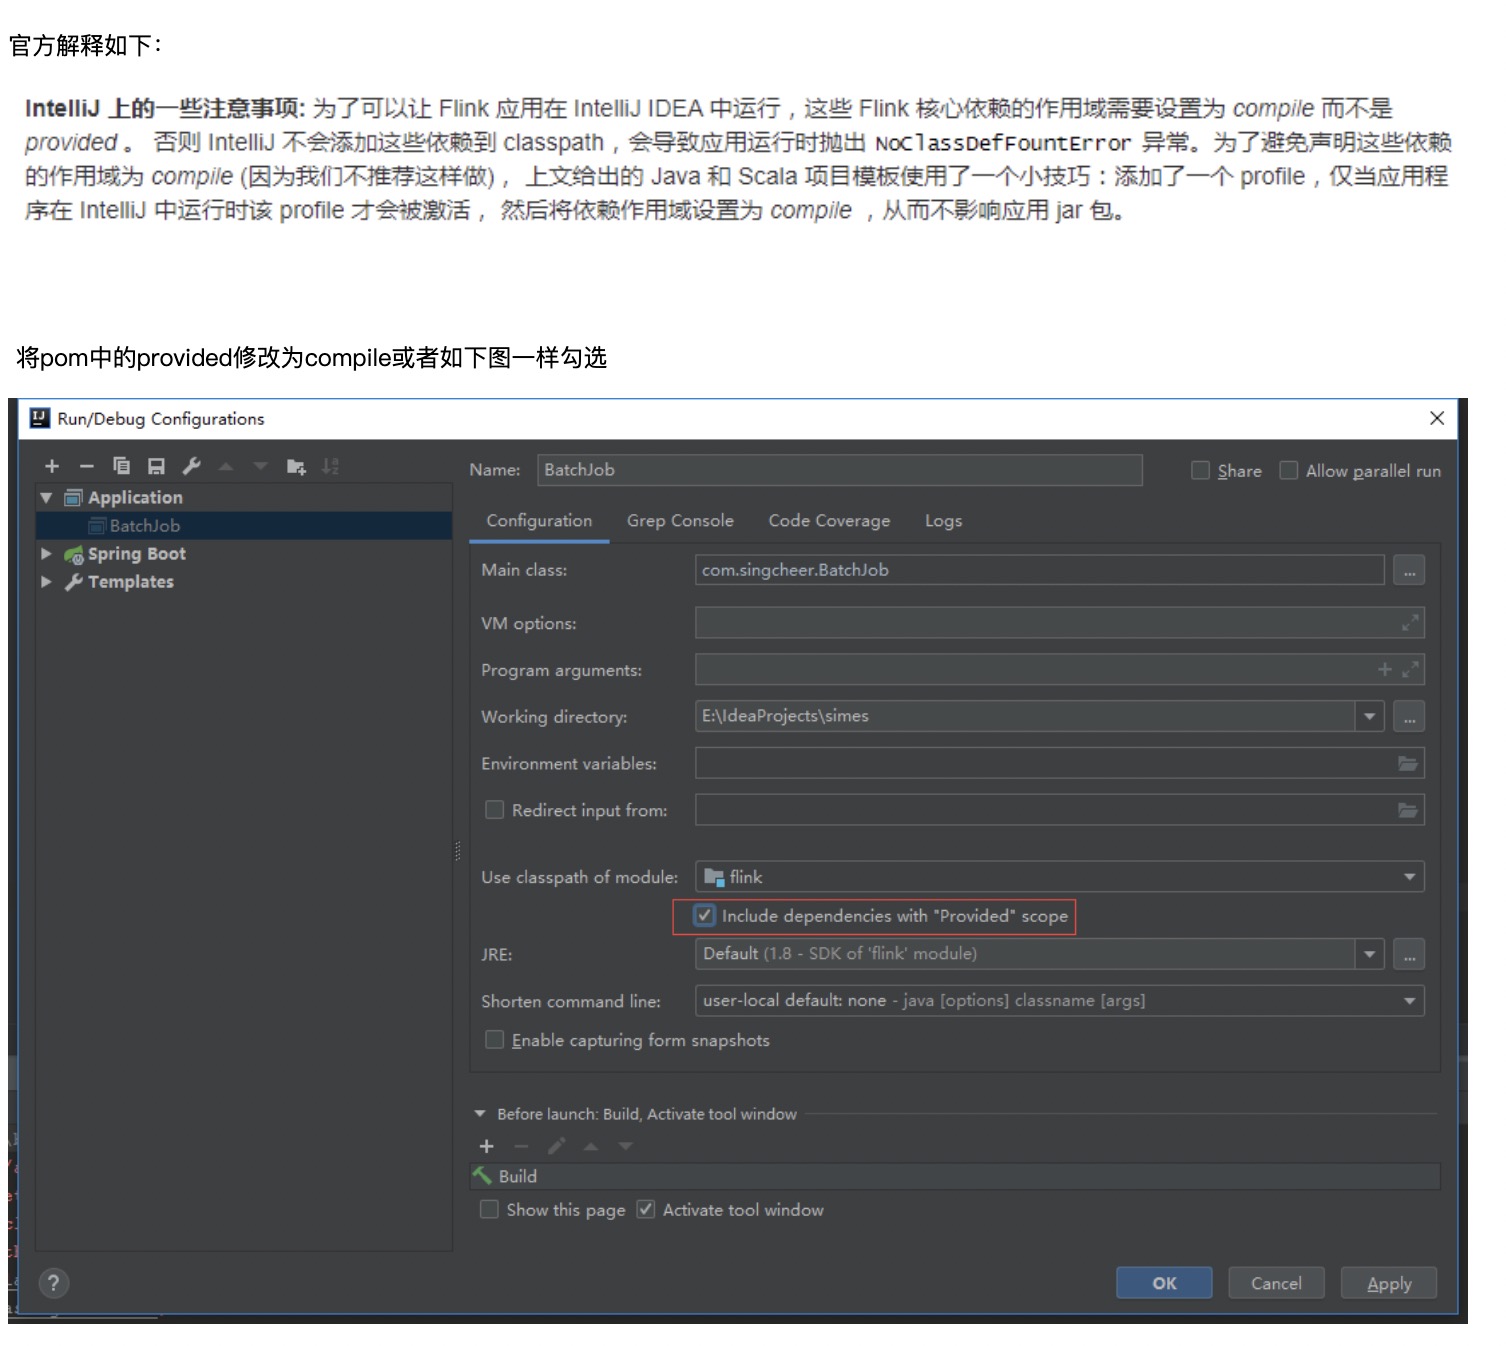 官方解释如下：
IntelliJ 上的一些注意事项: 为了可以让 Flink 应用在 IntelliJ IDEA 中运行，这些 Flink 核心依赖的作用域需要设置为 compile 而不是
provided 。 否则 IntelliJ 不会添加这些依赖到 classpath，会导致应用运行时抛出 NoClassDefFountError 异常。为了避免声明这些依赖
的作用域为 compile (因为我们不推荐这样做)， 上文给出的 Java 和 Scala 项目模板使用了一个小技巧：添加了一个 profile，仅当应用程
序在 IntelliJ 中运行时该 profile 才会被激活， 然后将依赖作用域设置为 compile ，从而不影响应用 jar 包。
将pom中的provided修改为compile或者如下图一样勾选
Run/Debug Configurations
Name: BatchJob
Share Allow parallel run
Application
BatchJob
Spring Boot
Templates
Configuration Grep Console Code Coverage Logs
Main class: com.singcheer.BatchJob ...
VM options:
Program arguments:
Working directory: E:\IdeaProjects\simes ...
Environment variables:
Redirect input from:
Use classpath of module: flink
Include dependencies with "Provided" scope
JRE: Default (1.8 - SDK of 'flink' module) ...
Shorten command line: user-local default: none - java [options] classname [args]
Enable capturing form snapshots
Before launch: Build, Activate tool window
Build
Show this page Activate tool window
? OK Cancel Apply